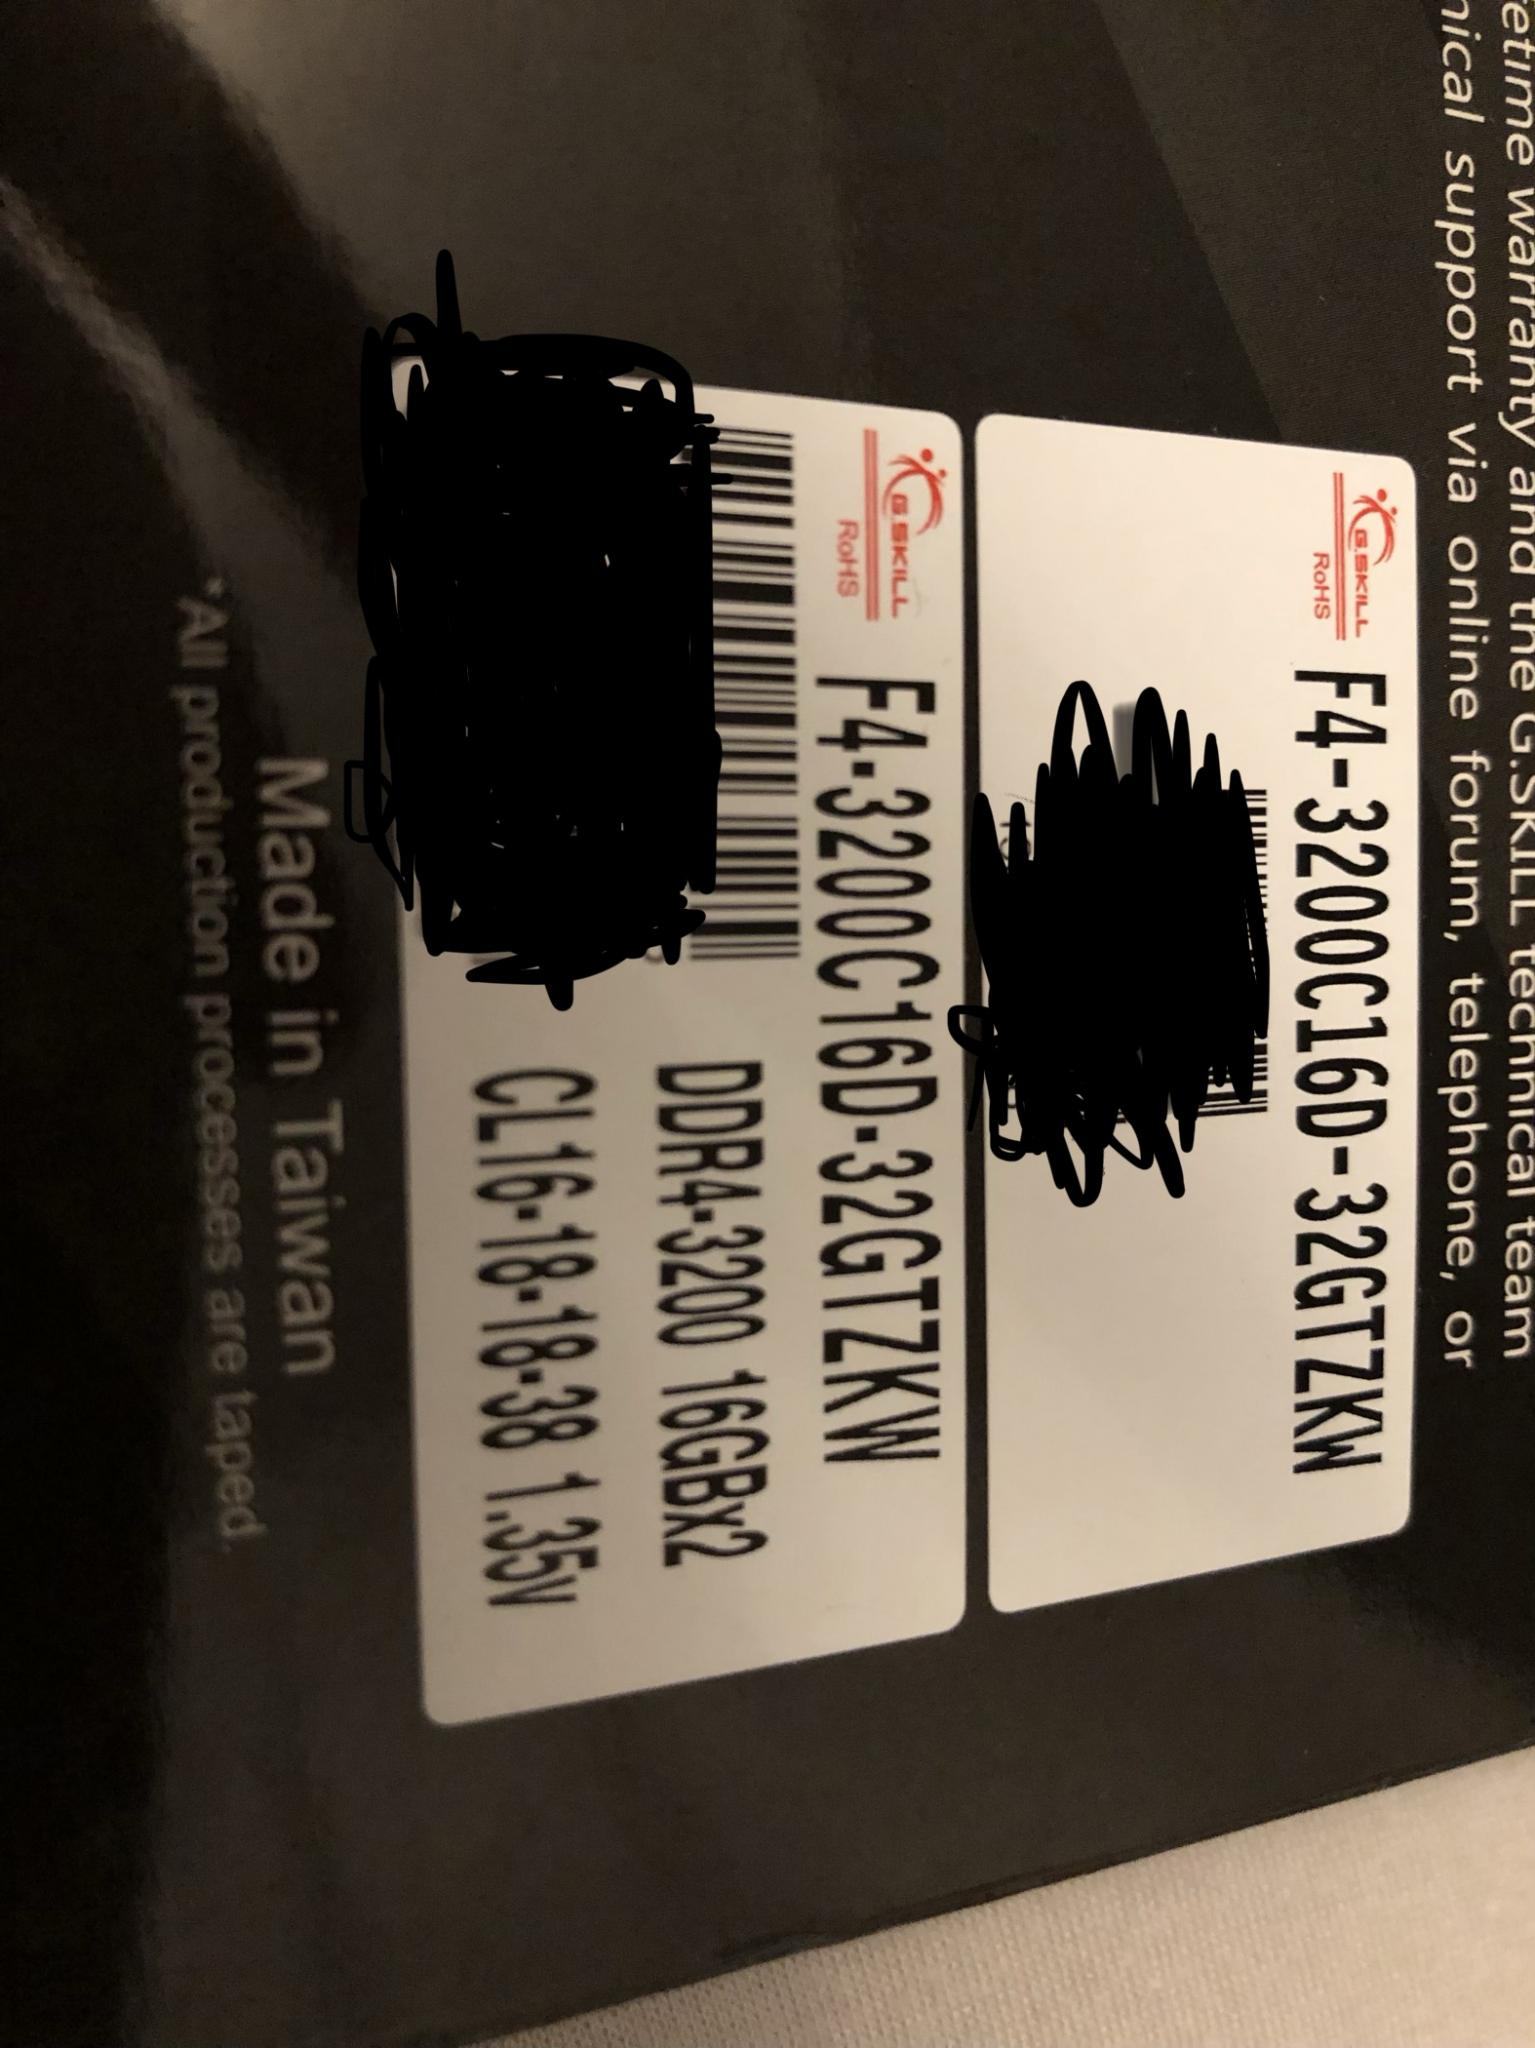 etime warranty and the G.SKILL technical team
nical support via online forum, telephone, or
G.SKILL
RoHS
F4-3200C16D-32GTZKW
G.SKILL
RoHS
F4-3200C16D-32GTZKW
DDR4-3200 16GBx2
CL16-18-18-38 1.35v
Made in Taiwan
*All production processes are taped.